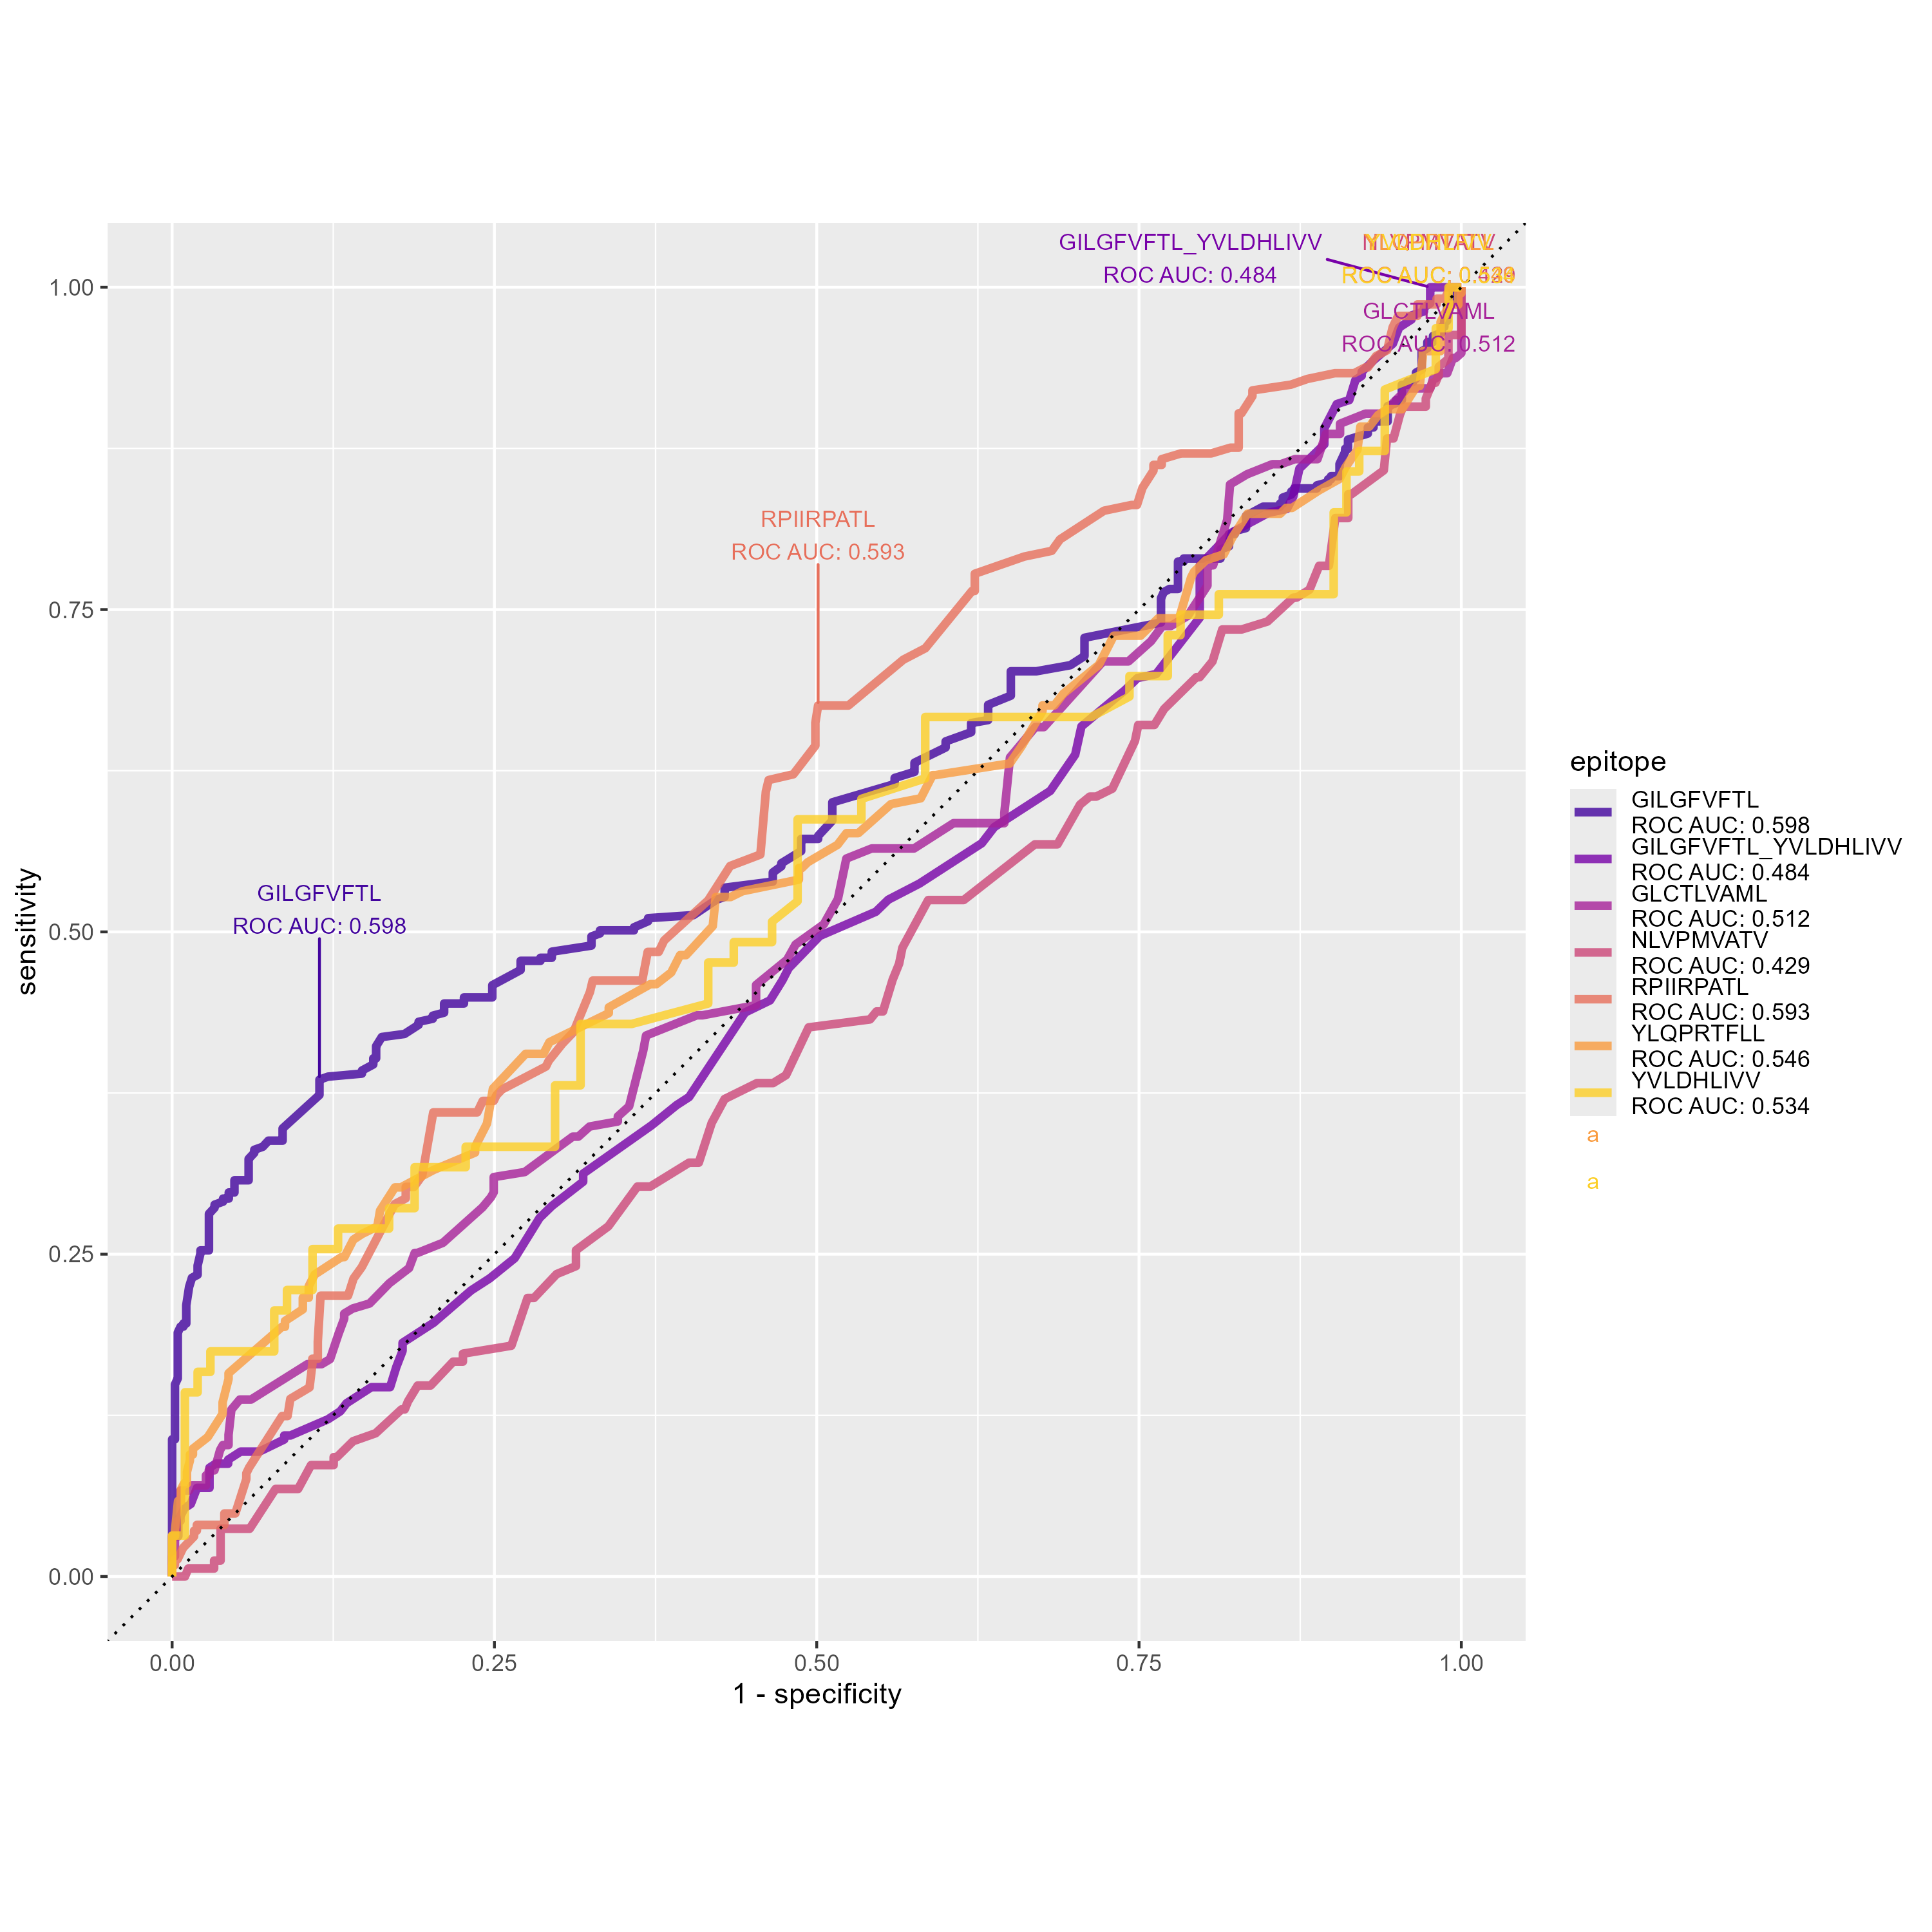 GILGFVFTL_YVLDHLIVV
ROC AUC: 0.484
GLCTLVAML
ROC AUC: 0.512
RPIIRPATL
ROC AUC: 0.593
GILGFVFTL
ROC AUC: 0.598
1.00
0.75
0.50
0.25
0.00
sensitivity
0.00
0.25
0.50
0.75
1.00
1 - specificity
epitope
GILGFVFTL
ROC AUC: 0.598
GILGFVFTL_YVLDHLIVV
ROC AUC: 0.484
GLCTLVAML
ROC AUC: 0.512
NLVPMVATV
ROC AUC: 0.429
RPIIRPATL
ROC AUC: 0.593
YLQPRTFLL
ROC AUC: 0.546
YVLDHLIVV
ROC AUC: 0.534
a
a